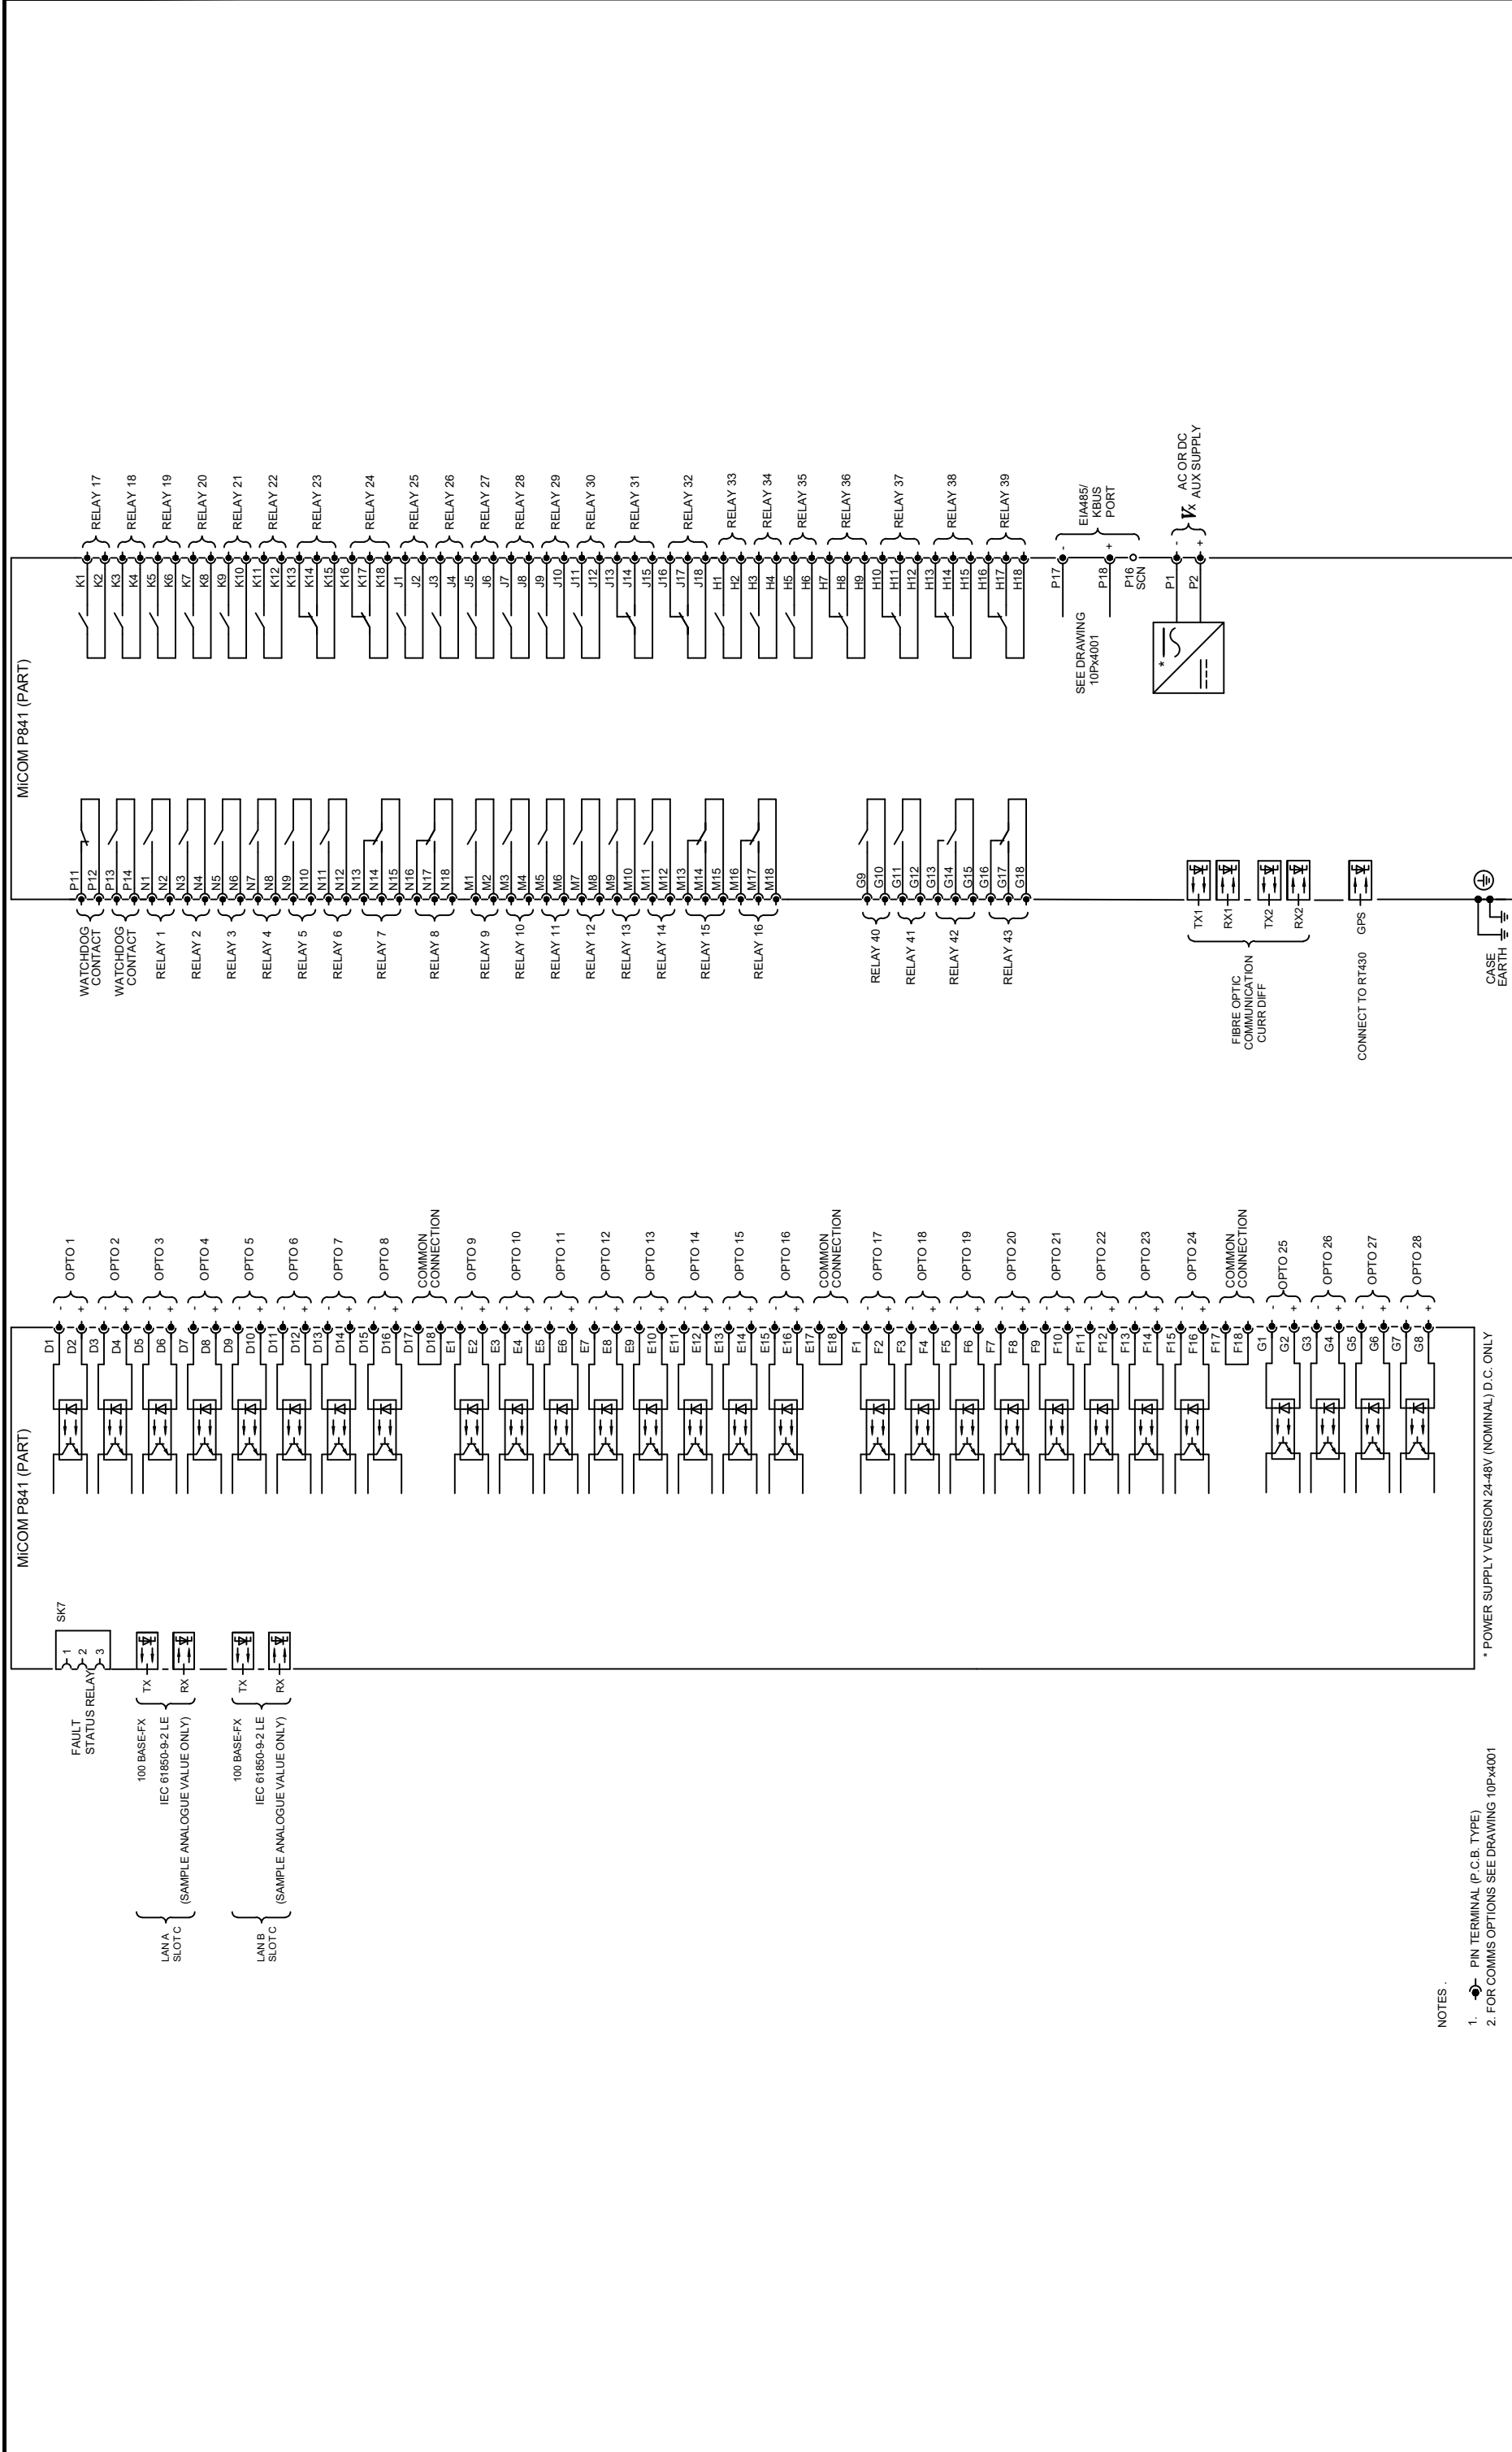 MiCOM P841 (PART)
K1
K2
K3
K4
K5
K6
K7
K8
K9
K10
K11
K12
K13
K14
K15
K16
K17
K18
J1
J2
J3
J4
J5
J6
J7
J8
J9
J10
J11
J12
J13
J14
J15
J16
J17
J18
H1
H2
H3
H4
H5
H6
H7
H8
H9
H10
H11
H12
H13
H14
H15
H16
H17
H18
RELAY 17
RELAY 18
RELAY 19
RELAY 20
RELAY 21
RELAY 22
RELAY 23
RELAY 24
RELAY 25
RELAY 26
RELAY 27
RELAY 28
RELAY 29
RELAY 30
RELAY 31
RELAY 32
RELAY 33
RELAY 34
RELAY 35
RELAY 36
RELAY 37
RELAY 38
RELAY 39
P17
-
P18
+
P16
SCN
EIA485/
KBUS
PORT
SEE DRAWING
10Px4001
P1
-
P2
+
Vx
AC OR DC
AUX SUPPLY
*
P11
P12
P13
P14
N1
N2
N3
N4
N5
N6
N7
N8
N9
N10
N11
N12
N13
N14
N15
N16
N17
N18
M1
M2
M3
M4
M5
M6
M7
M8
M9
M10
M11
M12
M13
M14
M15
M16
M17
M18
G9
G10
G11
G12
G13
G14
G15
G16
G17
G18
WATCHDOG
CONTACT
WATCHDOG
CONTACT
RELAY 1
RELAY 2
RELAY 3
RELAY 4
RELAY 5
RELAY 6
RELAY 7
RELAY 8
RELAY 9
RELAY 10
RELAY 11
RELAY 12
RELAY 13
RELAY 14
RELAY 15
RELAY 16
RELAY 40
RELAY 41
RELAY 42
RELAY 43
TX1
RX1
TX2
RX2
FIBRE OPTIC
COMMUNICATION
CURR DIFF
GPS
CONNECT TO RT430
CASE
EARTH
MiCOM P841 (PART)
D1
D2
D3
D4
D5
D6
D7
D8
D9
D10
D11
D12
D13
D14
D15
D16
D17
D18
E1
E2
E3
E4
E5
E6
E7
E8
E9
E10
E11
E12
E13
E14
E15
E16
E17
E18
F1
F2
F3
F4
F5
F6
F7
F8
F9
F10
F11
F12
F13
F14
F15
F16
F17
F18
G1
G2
G3
G4
G5
G6
G7
G8
- + OPTO 1
- + OPTO 2
- + OPTO 3
- + OPTO 4
- + OPTO 5
- + OPTO 6
- + OPTO 7
- + OPTO 8
COMMON
CONNECTION
- + OPTO 9
- + OPTO 10
- + OPTO 11
- + OPTO 12
- + OPTO 13
- + OPTO 14
- + OPTO 15
- + OPTO 16
COMMON
CONNECTION
- + OPTO 17
- + OPTO 18
- + OPTO 19
- + OPTO 20
- + OPTO 21
- + OPTO 22
- + OPTO 23
- + OPTO 24
COMMON
CONNECTION
- + OPTO 25
- + OPTO 26
- + OPTO 27
- + OPTO 28
SK7
1
2
3
FAULT
STATUS RELAY
TX
RX
100 BASE-FX
IEC 61850-9-2 LE
(SAMPLE ANALOGUE VALUE ONLY)
LAN A
SLOT C
TX
RX
100 BASE-FX
IEC 61850-9-2 LE
(SAMPLE ANALOGUE VALUE ONLY)
LAN B
SLOT C
* POWER SUPPLY VERSION 24-48V (NOMINAL) D.C. ONLY
NOTES .
1. PIN TERMINAL (P.C.B. TYPE)
2. FOR COMMS OPTIONS SEE DRAWING 10Px4001